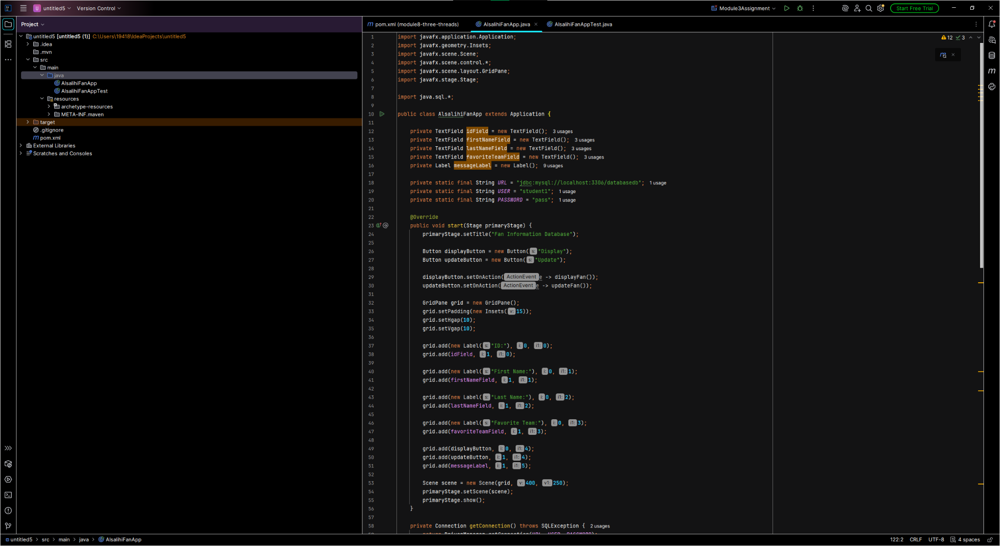 U untitled5 Version Control Module3Assignment Start Free Trial
Project
pom.xml (module8-three-threads) AlsalihiFanApp.java AlsalihiFanAppTest.java
untitled5 [untitled5 (1)] C:\Users\19418\IdeaProjects\untitled5
.idea
.mvn
src
main
java
AlsalihiFanApp
AlsalihiFanAppTest
resources
archetype-resources
META-INF.maven
target
.gitignore
pom.xml
External Libraries
Scratches and Consoles
12 3
1 import javafx.application.Application;
2 import javafx.geometry.Insets;
3 import javafx.scene.Scene;
4 import javafx.scene.control.*;
5 import javafx.scene.layout.GridPane;
6 import javafx.stage.Stage;
7
8 import java.sql.*;
9
10 public class AlsalihiFanApp extends Application {
11
12 private TextField idField = new TextField(); 3 usages
13 private TextField firstNameField = new TextField(); 3 usages
14 private TextField lastNameField = new TextField(); 3 usages
15 private TextField favoriteTeamField = new TextField(); 3 usages
16 private Label messageLabel = new Label(); 9 usages
17
18 private static final String URL = "jdbc:mysql://localhost:3306/databasedb"; 1 usage
19 private static final String USER = "student1"; 1 usage
20 private static final String PASSWORD = "pass"; 1 usage
21
22 @Override
23 public void start(Stage primaryStage) {
24 primaryStage.setTitle("Fan Information Database");
25
26 Button displayButton = new Button( s: "Display");
27 Button updateButton = new Button( s: "Update");
28
29 displayButton.setOnAction( ActionEvent e -> displayFan());
30 updateButton.setOnAction( ActionEvent e -> updateFan());
31
32 GridPane grid = new GridPane();
33 grid.setPadding(new Insets( v: 15));
34 grid.setHgap(10);
35 grid.setVgap(10);
36
37 grid.add(new Label( s: "ID:"), i: 0, i1: 0);
38 grid.add(idField, i: 1, i1: 0);
39
40 grid.add(new Label( s: "First Name:"), i: 0, i1: 1);
41 grid.add(firstNameField, i: 1, i1: 1);
42
43 grid.add(new Label( s: "Last Name:"), i: 0, i1: 2);
44 grid.add(lastNameField, i: 1, i1: 2);
45
46 grid.add(new Label( s: "Favorite Team:"), i: 0, i1: 3);
47 grid.add(favoriteTeamField, i: 1, i1: 3);
48
49 grid.add(displayButton, i: 0, i1: 4);
50 grid.add(updateButton, i: 1, i1: 4);
51 grid.add(messageLabel, i: 1, i1: 5);
52
53 Scene scene = new Scene(grid, v: 400, v1: 250);
54 primaryStage.setScene(scene);
55 primaryStage.show();
56 }
57
58 private Connection getConnection() throws SQLException { 2 usages
untitled5 > src > main > java > AlsalihiFanApp 122:2 CRLF UTF-8 4 spaces